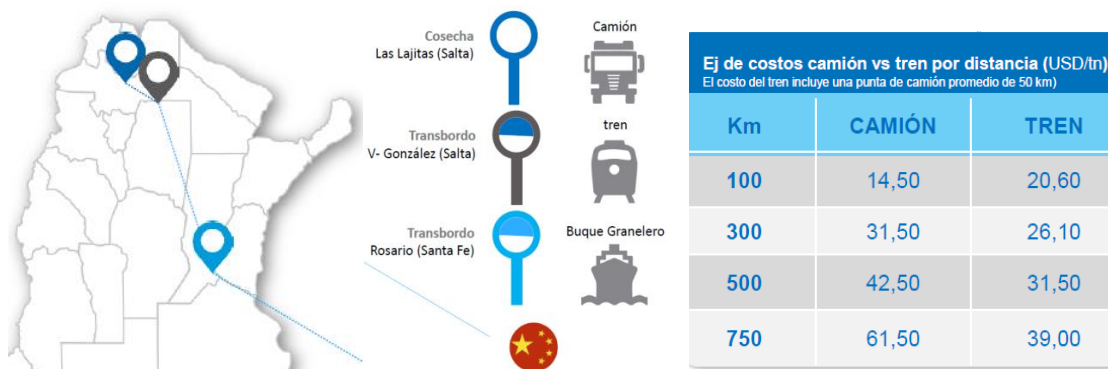 Cosecha
Las Lajitas (Salta)
Camión
Transbordo
V- González (Salta)
tren
Transbordo
Rosario (Santa Fe)
Buque Granelero
Ej de costos camión vs tren por distancia (USD/tn)
El costo del tren incluye una punta de camión promedio de 50 km)
Km CAMIÓN TREN
100 14,50 20,60
300 31,50 26,10
500 42,50 31,50
750 61,50 39,00